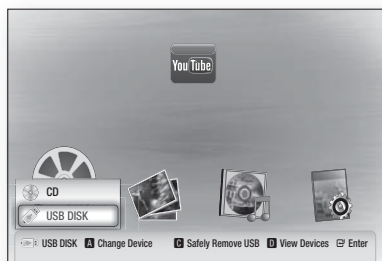 You Tube
CD
USB DISK
USB DISK A Change Device C Safely Remove USB D View Devices Enter